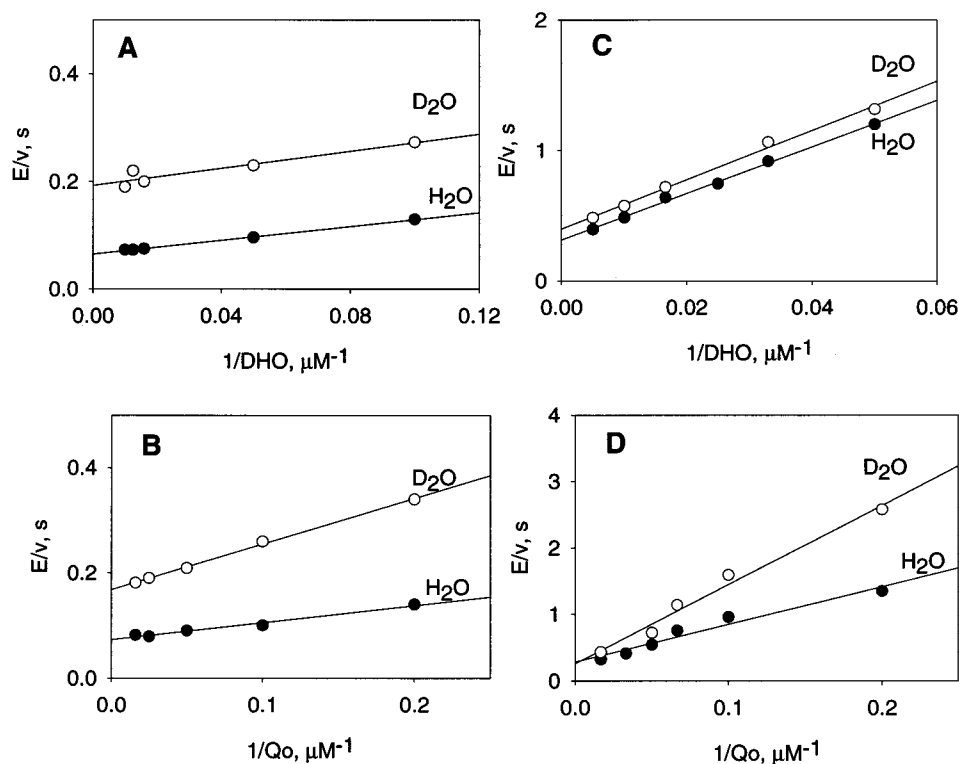 A
E/v, s
0.4
0.2
0.0
D₂O
H₂O
0.00 0.04 0.08 0.12
1/DHO, µM⁻¹
C
2
1
0
D₂O
H₂O
0.00 0.02 0.04 0.06
1/DHO, µM⁻¹
B
E/v, s
0.4
0.2
0.0
D₂O
H₂O
0.0 0.1 0.2
1/Qo, µM⁻¹
D
4
3
2
1
0
D₂O
H₂O
0.0 0.1 0.2
1/Qo, µM⁻¹